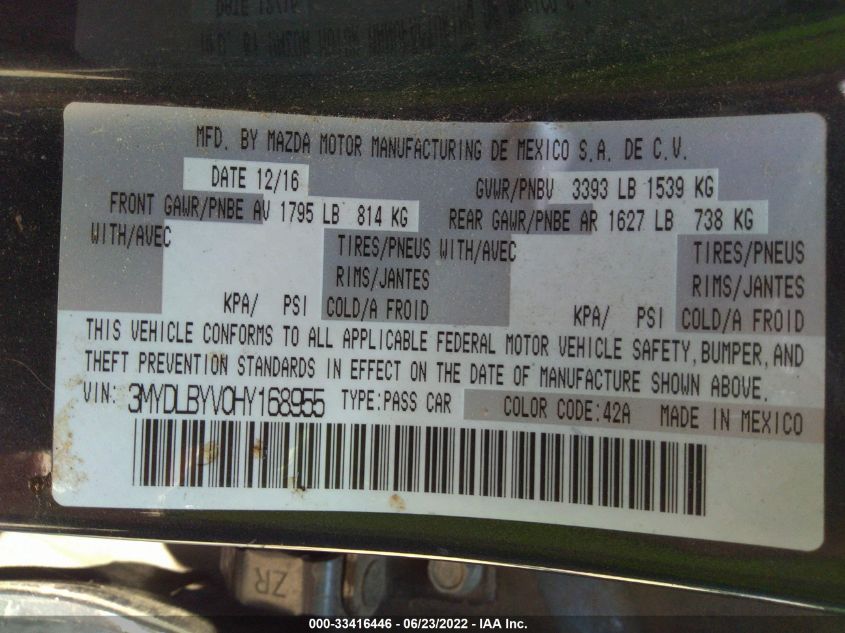 MFD. BY MAZDA MOTOR MANUFACTURING DE MEXICO S.A. DE C.V.
DATE 12/16 GVWR/PNBV 3393 LB 1539 KG
FRONT GAWR/PNBE AV 1795 LB 814 KG REAR GAWR/PNBE AR 1627 LB 738 KG
WITH/AVEC TIRES/PNEUS WITH/AVEC TIRES/PNEUS
RIMS/JANTES RIMS/JANTES
KPA/ PSI COLD/A FROID KPA/ PSI COLD/A FROID
THIS VEHICLE CONFORMS TO ALL APPLICABLE FEDERAL MOTOR VEHICLE SAFETY, BUMPER, AND
THEFT PREVENTION STANDARDS IN EFFECT ON THE DATE OF MANUFACTURE SHOWN ABOVE.
VIN: 3MYDLBYV0HY168955 TYPE:PASS CAR COLOR CODE:42A MADE IN MEXICO
ZR
000-33416446 - 06/23/2022 - IAA Inc.